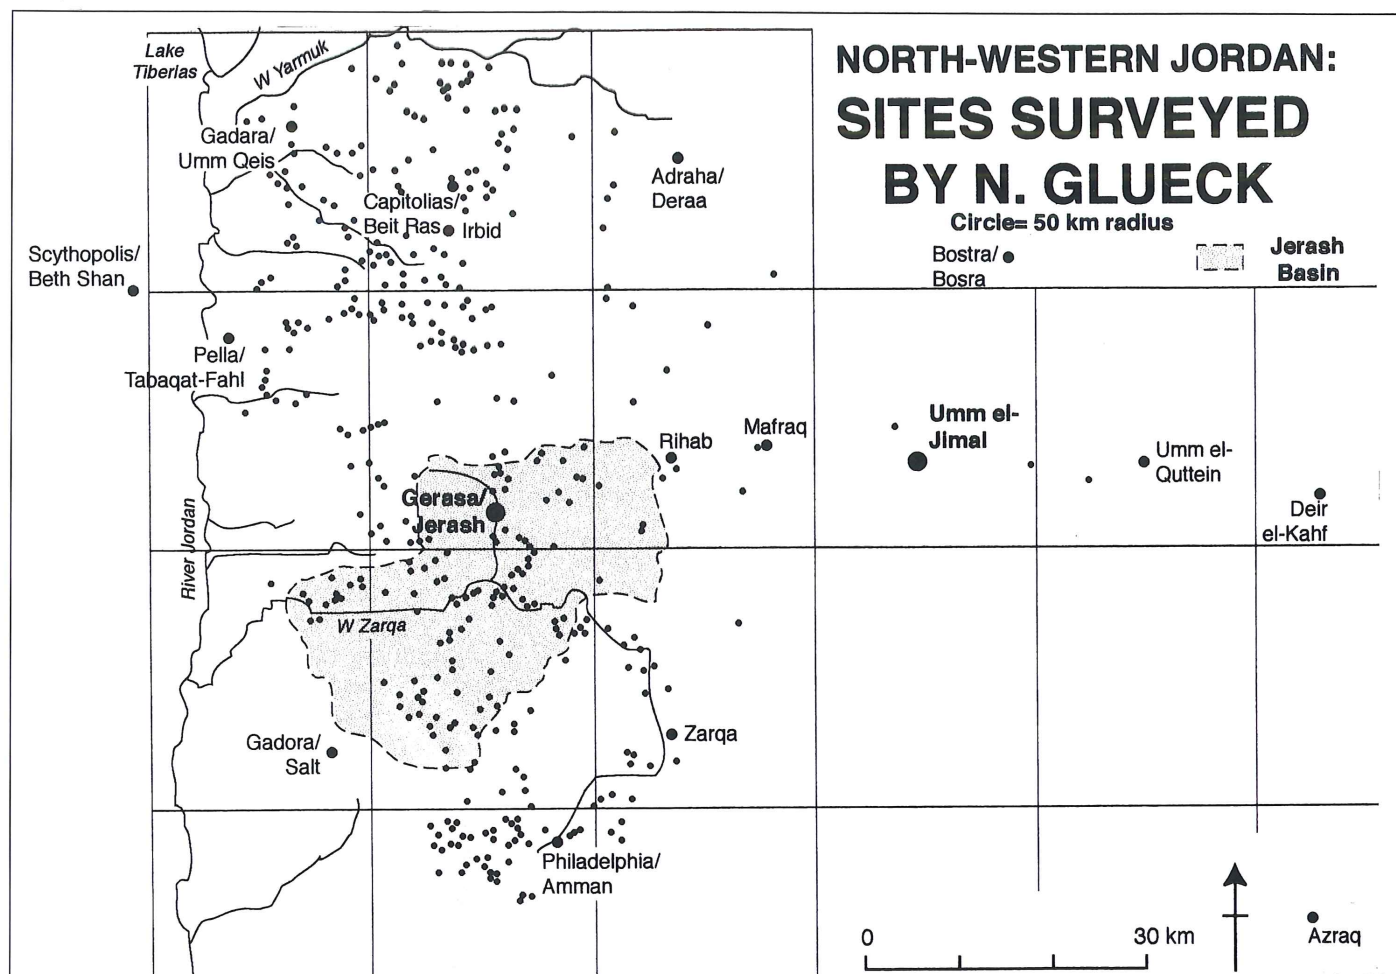 NORTH-WESTERN JORDAN:
SITES SURVEYED
BY N. GLUECK
Circle= 50 km radius
Jerash
Basin
Lake
Tiberias
W Yarmuk
Gadara/
Umm Qeis
Capitolias/
Beit Ras
Irbid
Adraha/
Deraa
Bostra/
Bosra
Scythopolis/
Beth Shan
Pella/
Tabaqat-Fahl
Rihab
Mafraq
Umm el-
Jimal
Umm el-
Quttein
Deir
el-Kahf
Gerasa/
Jerash
River Jordan
W Zarqa
Zarqa
Gadora/
Salt
Philadelphia/
Amman
0
30 km
Azraq